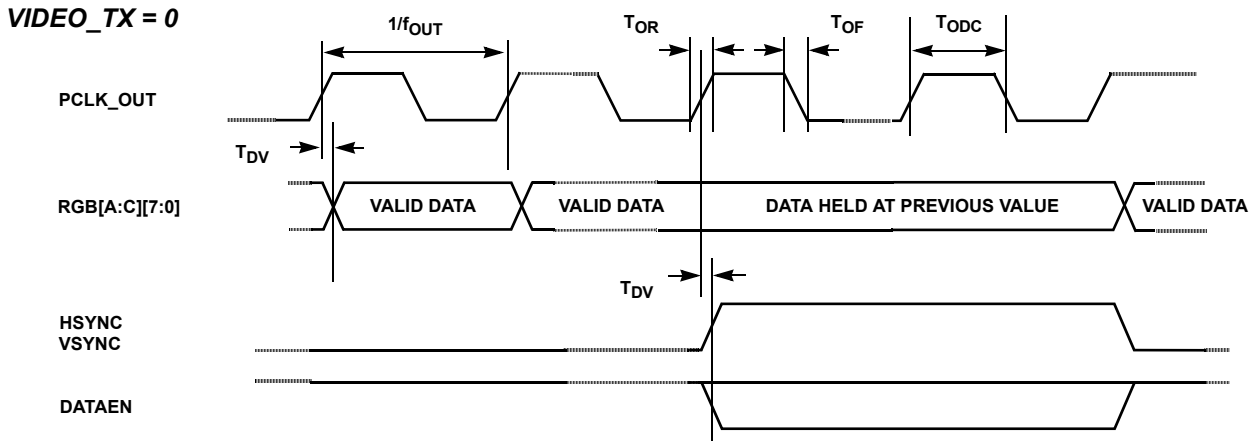 VIDEO_TX = 0
1/fOUT
TOR
TOF
TODC
PCLK_OUT
TDV
RGB[A:C][7:0]
VALID DATA
VALID DATA
DATA HELD AT PREVIOUS VALUE
VALID DATA
TDV
HSYNC
VSYNC
DATAEN